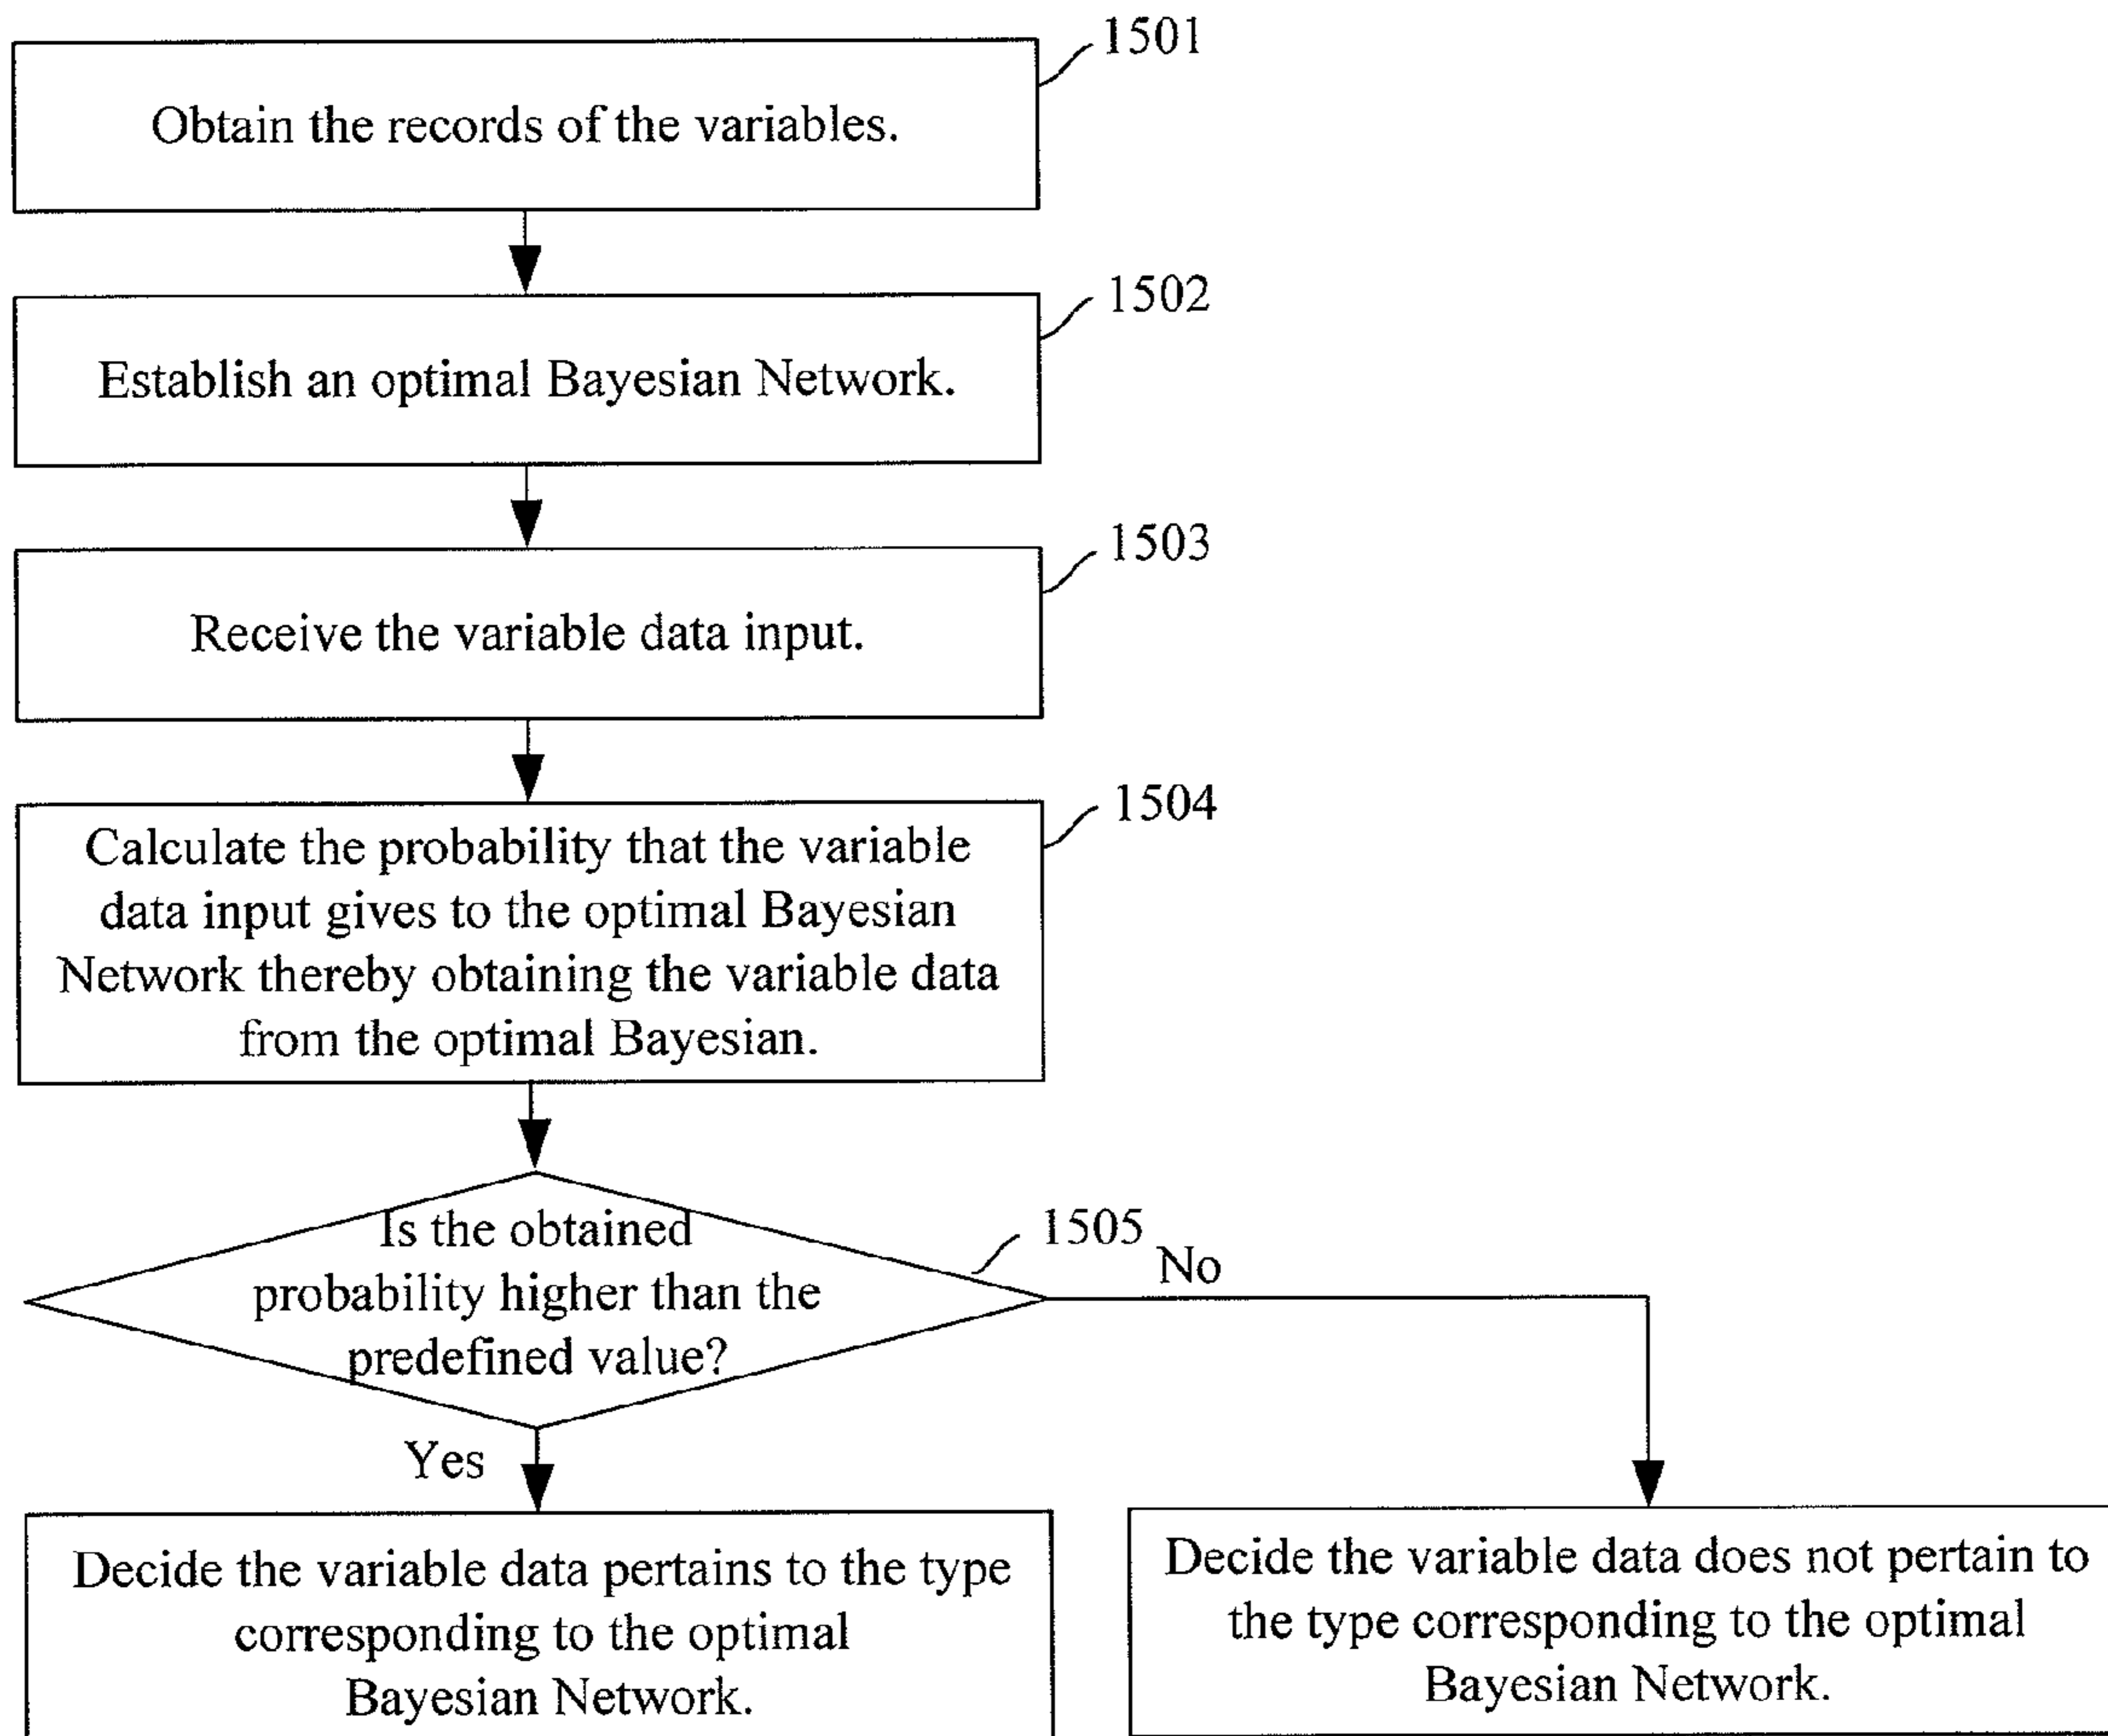 1501
Obtain the records of the variables.
1502
Establish an optimal Bayesian Network.
1503
Receive the variable data input.
1504
Calculate the probability that the variable
data input gives to the optimal Bayesian
Network thereby obtaining the variable data
from the optimal Bayesian.
1505
Is the obtained
probability higher than the
predefined value?
No
Yes
Decide the variable data pertains to the type
corresponding to the optimal
Bayesian Network.
Decide the variable data does not pertain to
the type corresponding to the optimal
Bayesian Network.